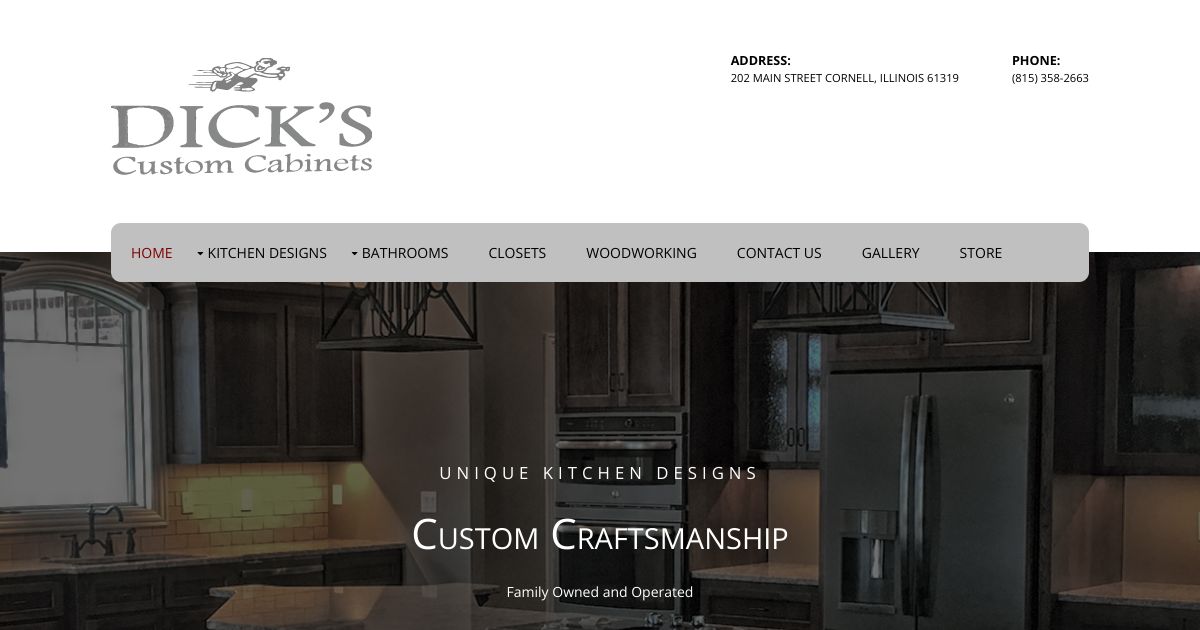 DICK'S
Custom Cabinets
ADDRESS:
202 MAIN STREET CORNELL, ILLINOIS 61319
PHONE:
(815) 358-2663
HOME KITCHEN DESIGNS BATHROOMS CLOSETS WOODWORKING CONTACT US GALLERY STORE
UNIQUE KITCHEN DESIGNS
Custom Craftsmanship
Family Owned and Operated